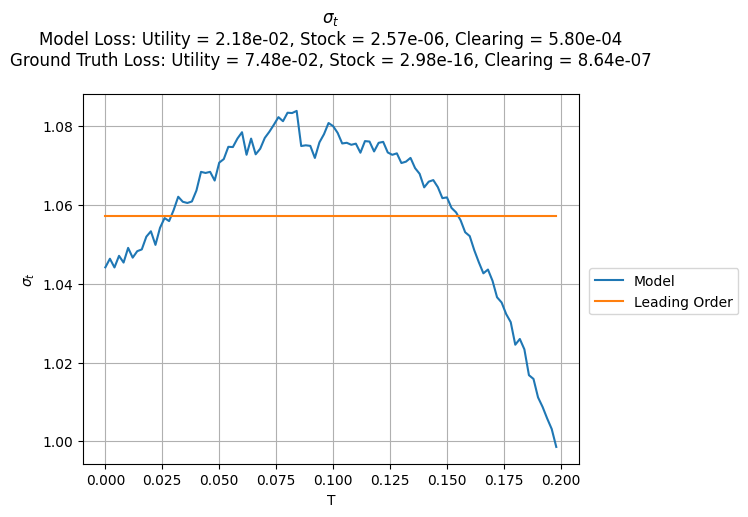 σₜ
Model Loss: Utility = 2.18e-02, Stock = 2.57e-06, Clearing = 5.80e-04
Ground Truth Loss: Utility = 7.48e-02, Stock = 2.98e-16, Clearing = 8.64e-07
1.08
1.06
1.04
1.02
1.00
σₜ
0.000 0.025 0.050 0.075 0.100 0.125 0.150 0.175 0.200
T
Model
Leading Order